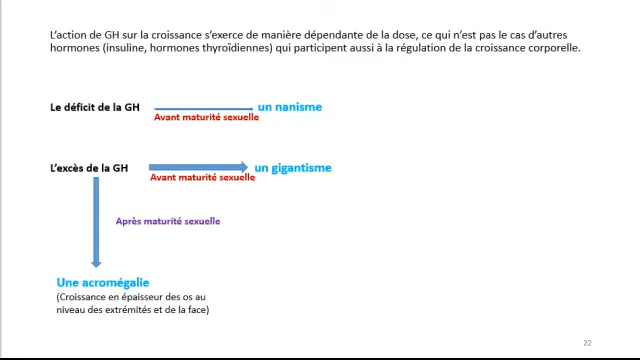 L'action de GH sur la croissance s'exerce de manière dépendante de la dose, ce qui n'est pas le cas d'autres
hormones (insuline, hormones thyroïdiennes) qui participent aussi à la régulation de la croissance corporelle.
Le déficit de la GH
un nanisme
Avant maturité sexuelle
L'excès de la GH
un gigantisme
Avant maturité sexuelle
Après maturité sexuelle
Une acromégalie
(Croissance en épaisseur des os au
niveau des extrémités et de la face)
22